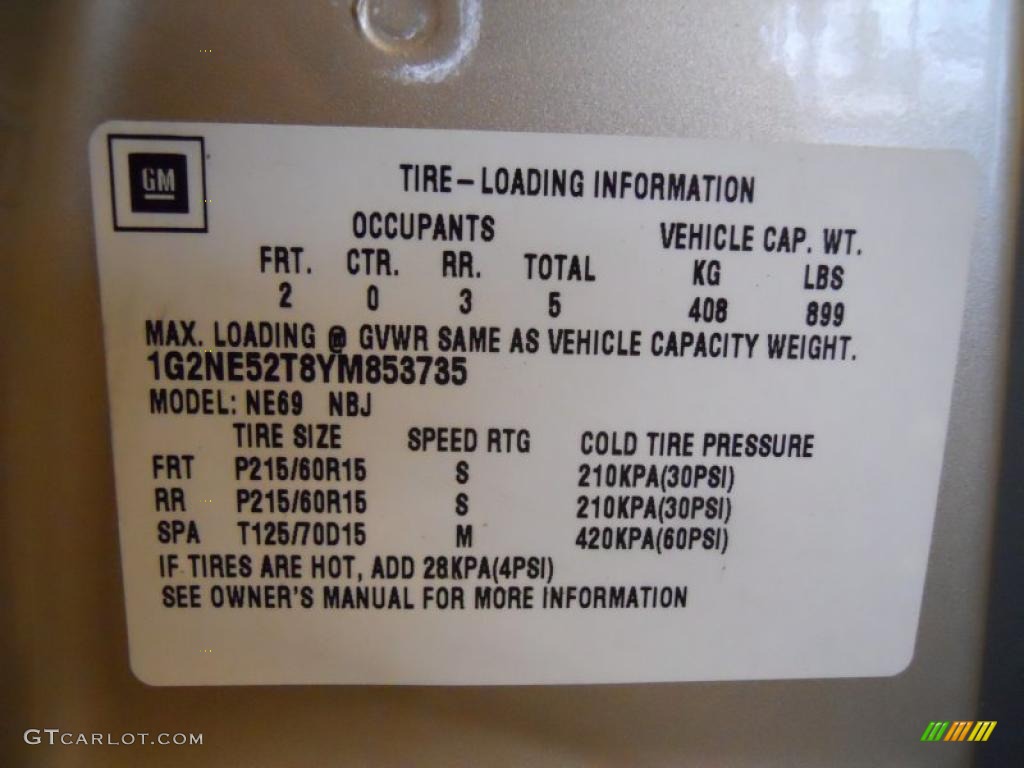 GM
TIRE-LOADING INFORMATION
OCCUPANTS VEHICLE CAP. WT.
FRT. CTR. RR. TOTAL KG LBS
2 0 3 5 408 899
MAX. LOADING @ GVWR SAME AS VEHICLE CAPACITY WEIGHT.
1G2NE52T8YM853735
MODEL: NE69 NBJ
TIRE SIZE SPEED RTG COLD TIRE PRESSURE
FRT P215/60R15 S 210KPA(30PSI)
RR P215/60R15 S 210KPA(30PSI)
SPA T125/70D15 M 420KPA(60PSI)
IF TIRES ARE HOT, ADD 28KPA(4PSI)
SEE OWNER'S MANUAL FOR MORE INFORMATION
GTCARLOT.COM